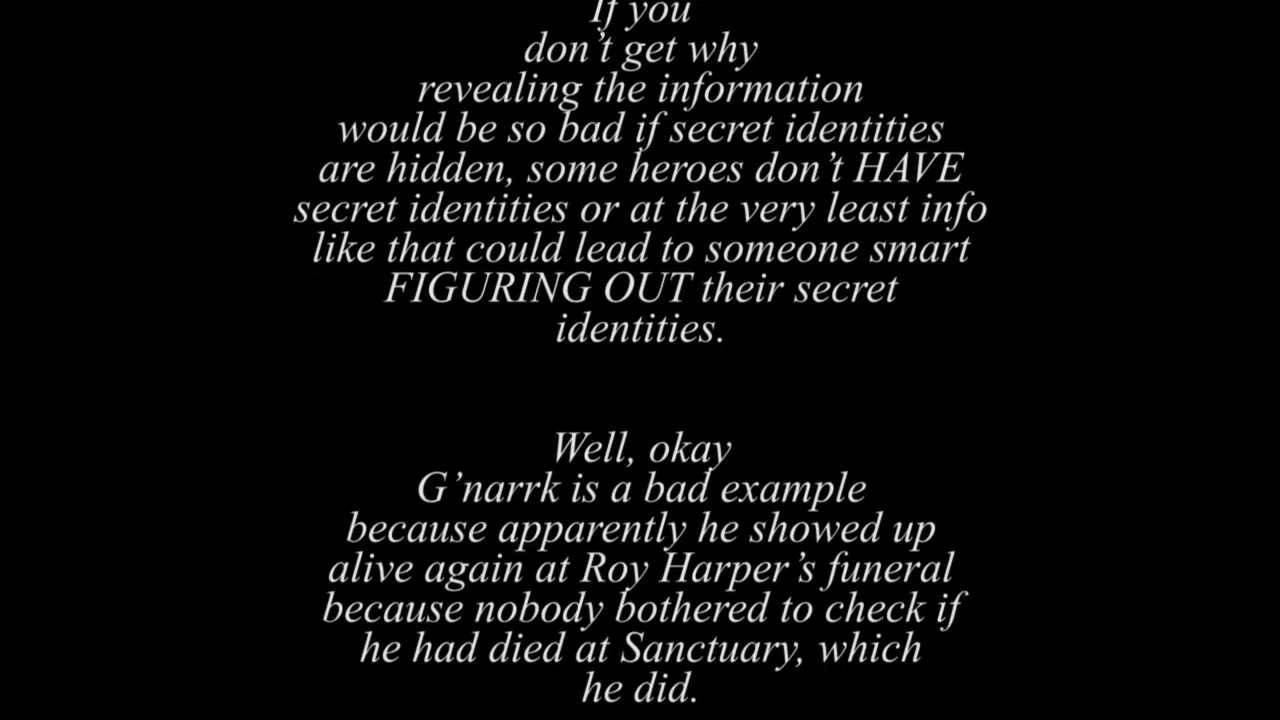 If you
don’t get why
revealing the information
would be so bad if secret identities
are hidden, some heroes don’t HAVE
secret identities or at the very least info
like that could lead to someone smart
FIGURING OUT their secret
identities.
Well, okay
G’narrk is a bad example
because apparently he showed up
alive again at Roy Harper’s funeral
because nobody bothered to check if
he had died at Sanctuary, which
he did.